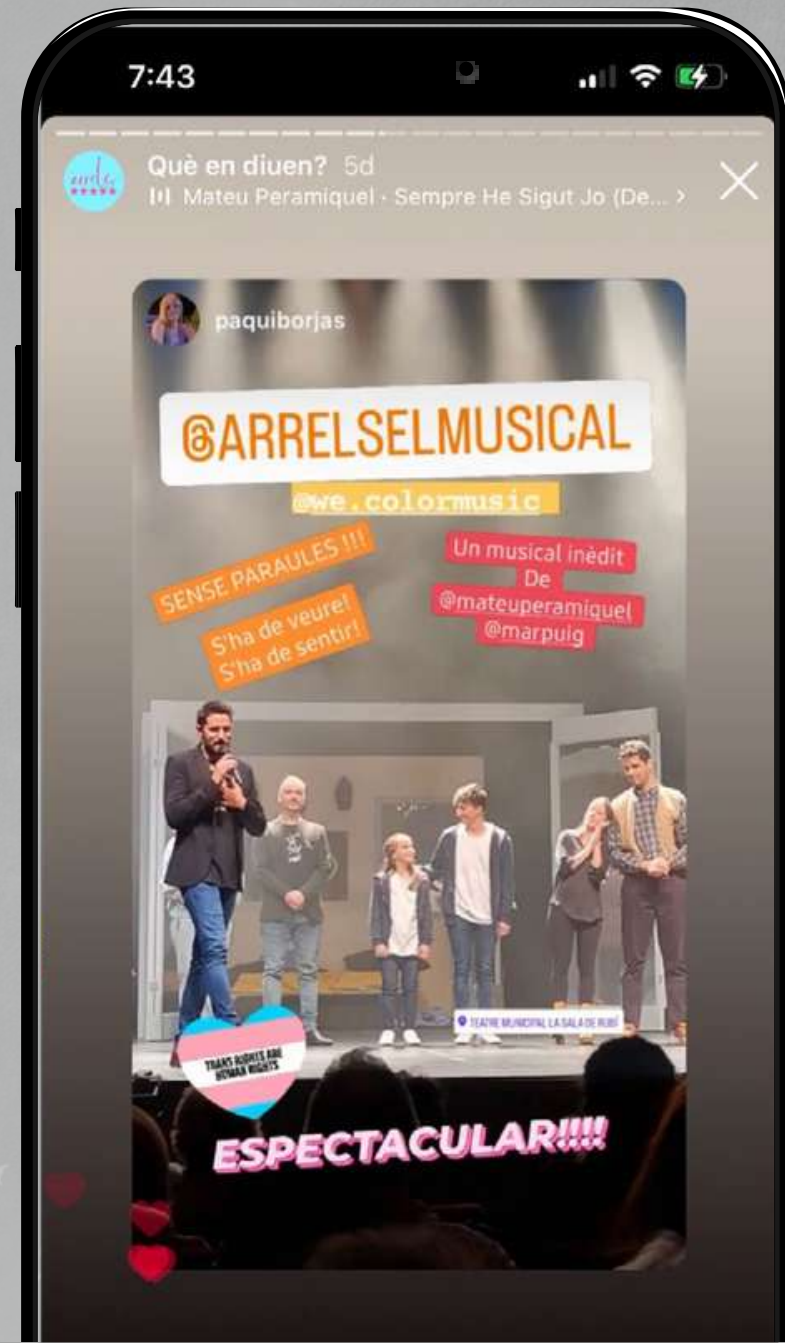 7:43
arrels
Què en diuen? 5d
Mateu Peramiquel · Sempre He Sigut Jo (De... >
paquiborjas
@ARRELSELMUSICAL
@we.colormusic
SENSE PARAULES !!!
S'ha de veure!
S'ha de sentir!
Un musical inèdit
De
@mateuperamiquel
@marpuig
TEATRE MUNICIPAL LA SALA DE RUBÍ
TRANS RIGHTS ARE
HUMAN RIGHTS
ESPECTACULAR!!!!